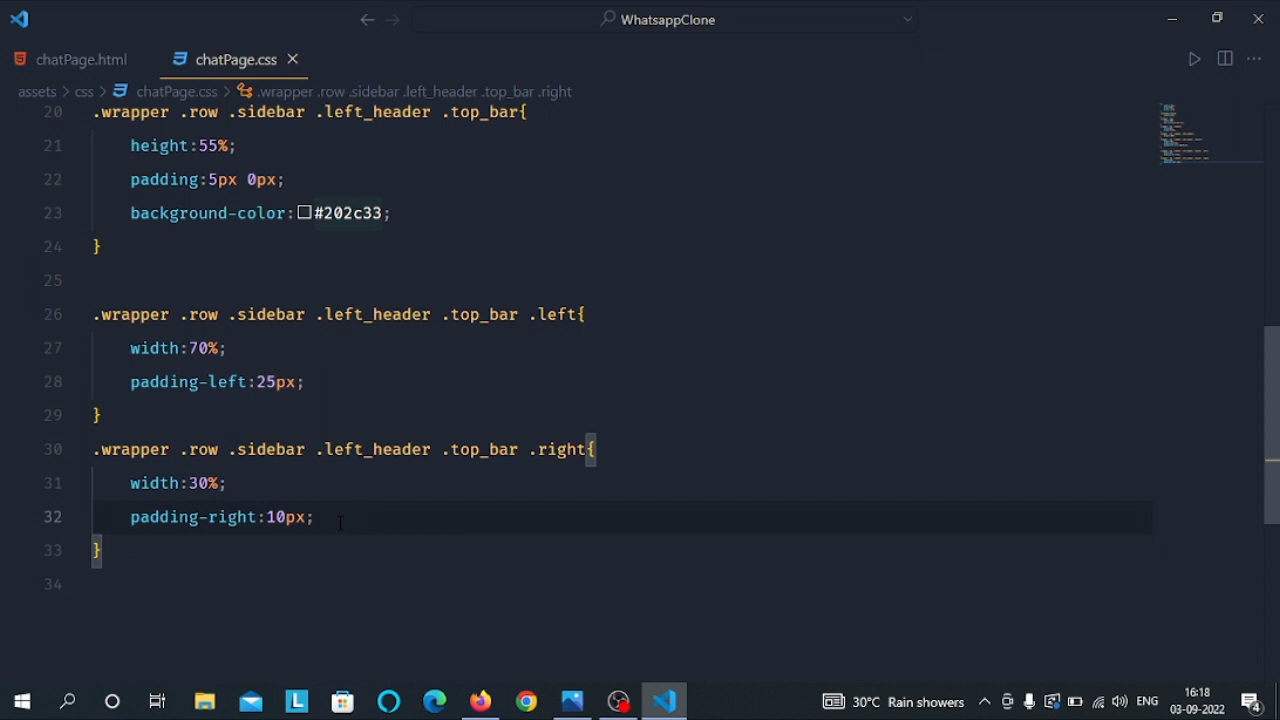 WhatsappClone
chatPage.html
chatPage.css
assets > css > chatPage.css > .wrapper .row .sidebar .left_header .top_bar .right
20 .wrapper .row .sidebar .left_header .top_bar{
21 height:55%;
22 padding:5px 0px;
23 background-color:#202c33;
24 }
25
26 .wrapper .row .sidebar .left_header .top_bar .left{
27 width:70%;
28 padding-left:25px;
29 }
30 .wrapper .row .sidebar .left_header .top_bar .right{
31 width:30%;
32 padding-right:10px;
33 }
34
L
30°C Rain showers
ENG
16:18
03-09-2022
4